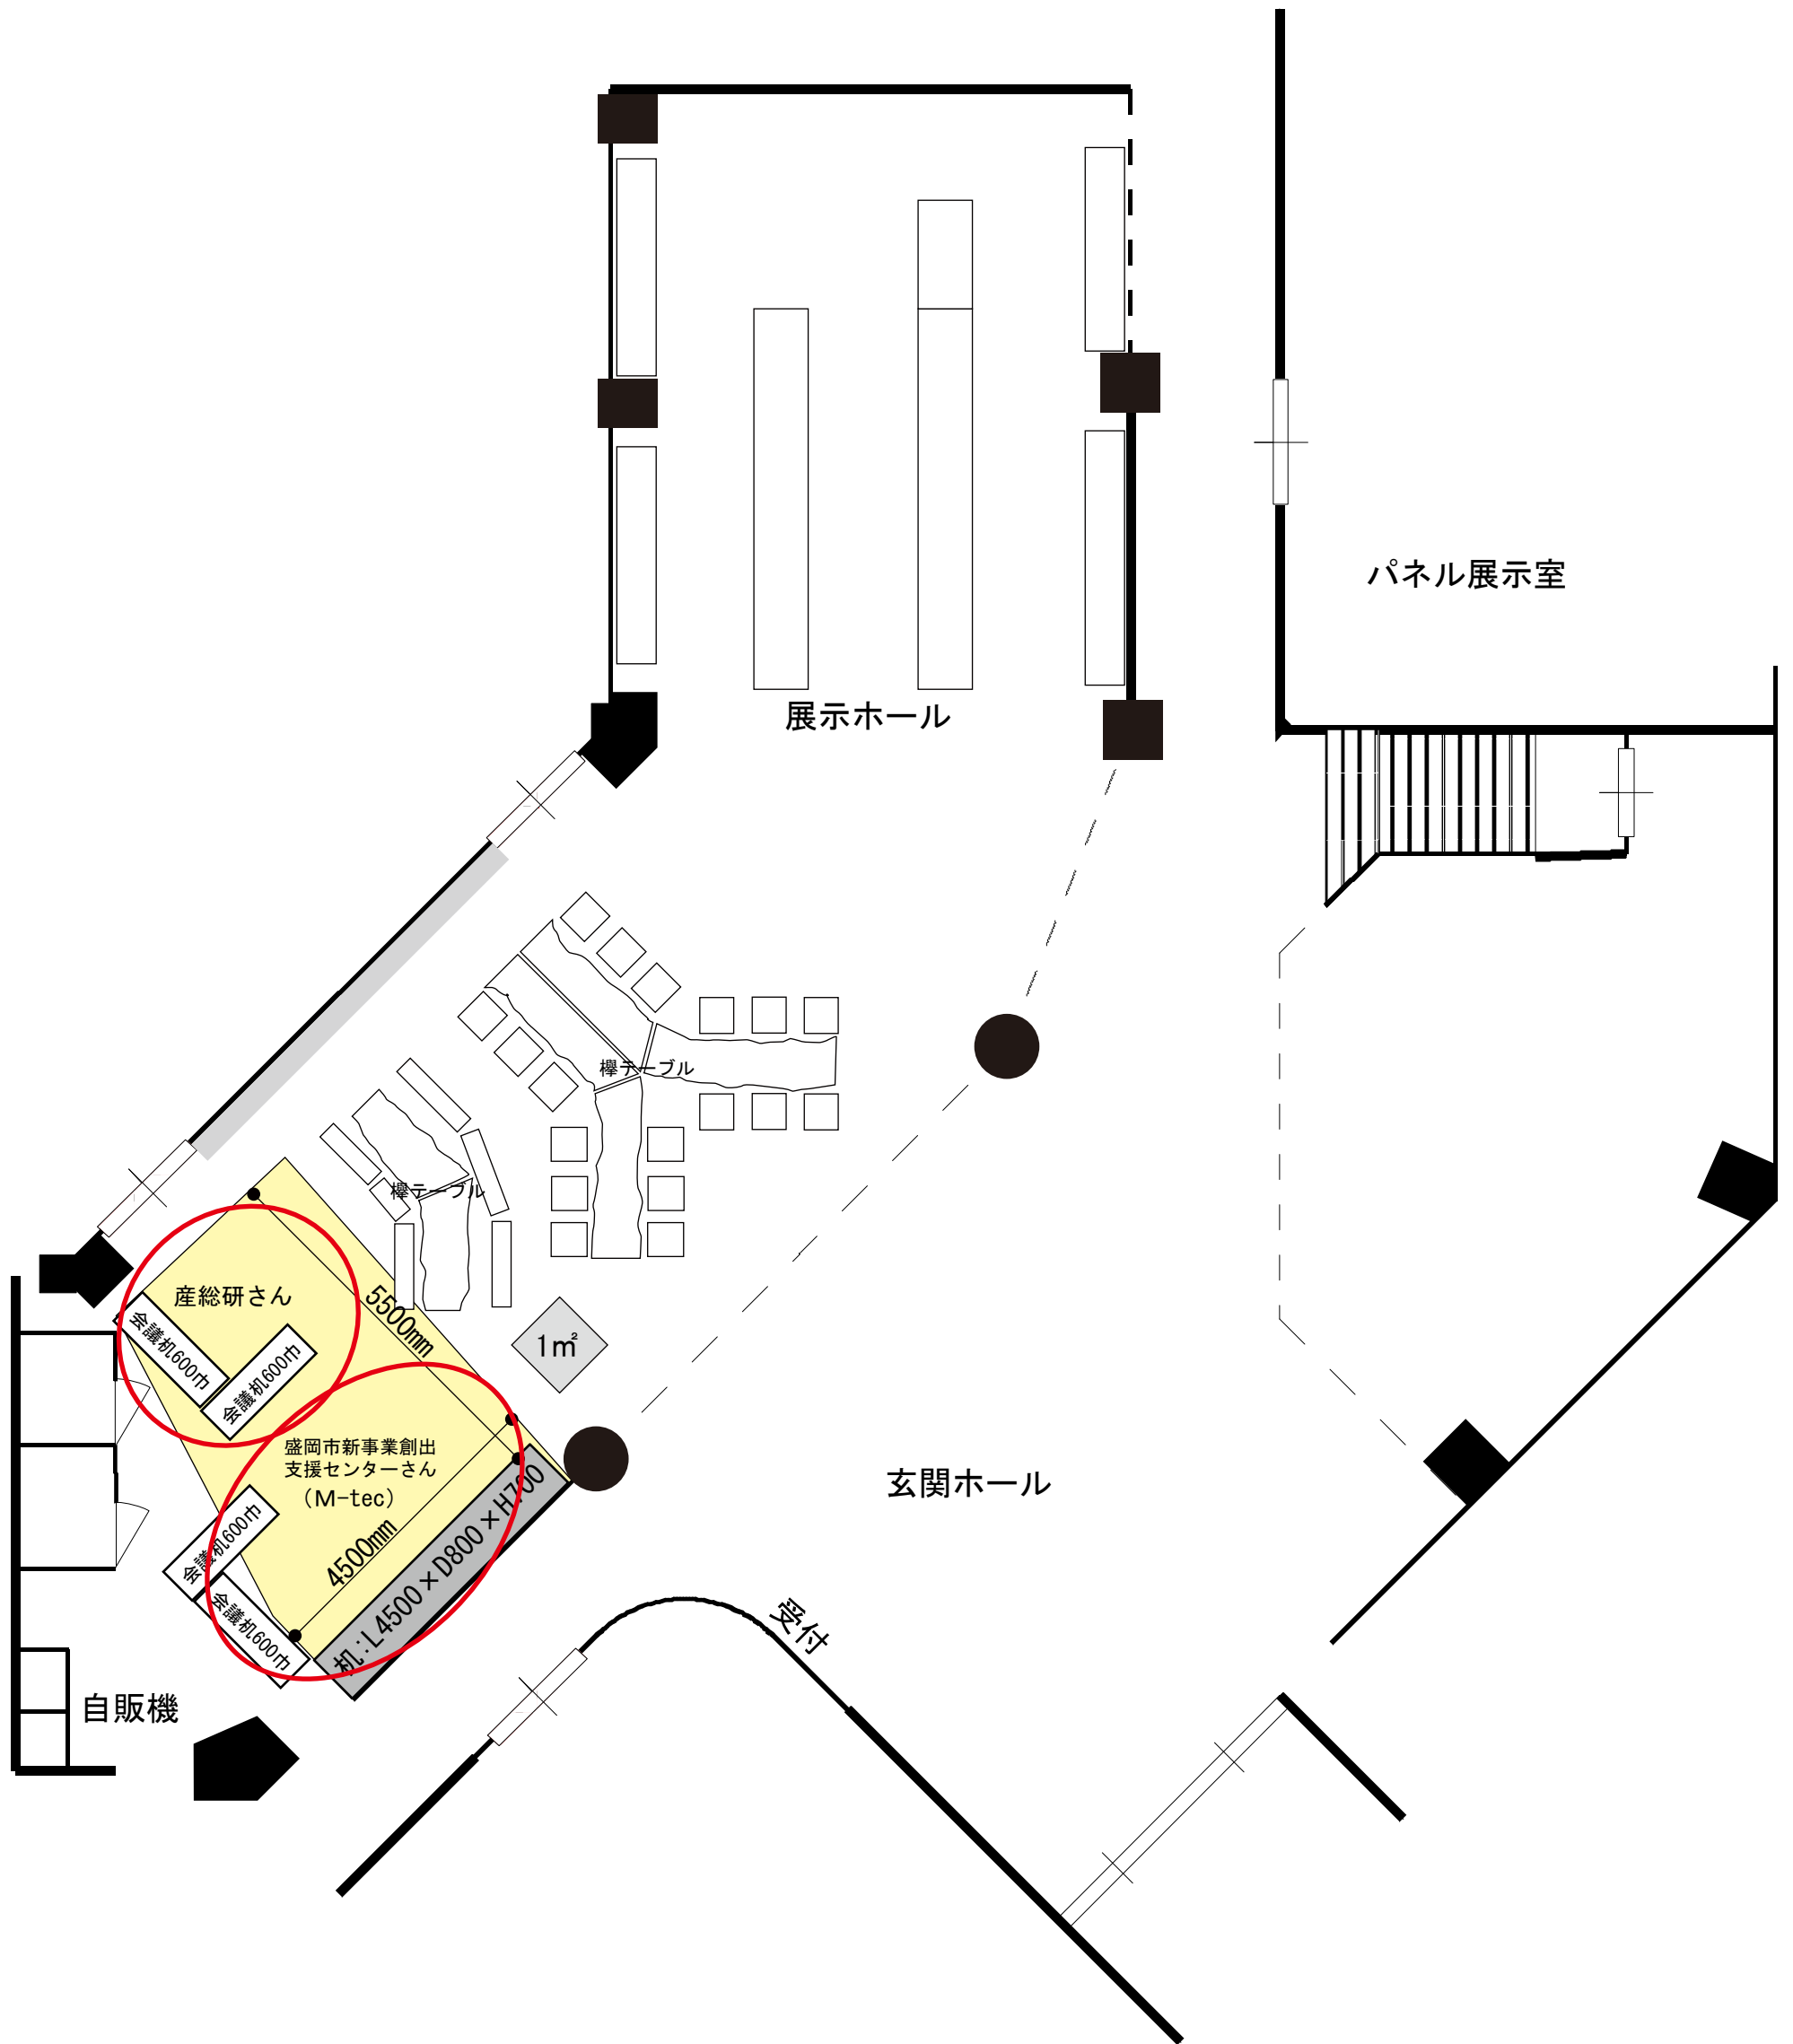 パネル展示室
展示ホール
欅テーブル
欅テーブル
産総研さん
5500mm
会議机600巾
会議机600巾
1㎡
盛岡市新事業創出
支援センターさん
（M-tec）
玄関ホール
4500mm
机：L4500×D800×H700
会議机600巾
会議机600巾
受付
自販機